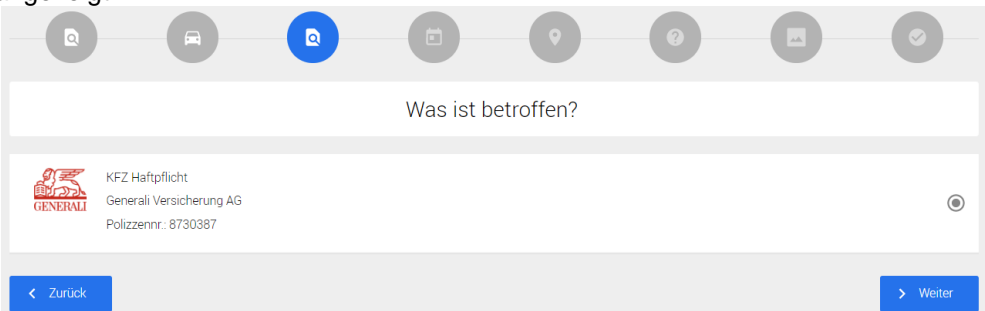 Was ist betroffen?
GENERALI
KFZ Haftpflicht
Generali Versicherung AG
Polizzennr.: 8730387
Zurück
Weiter